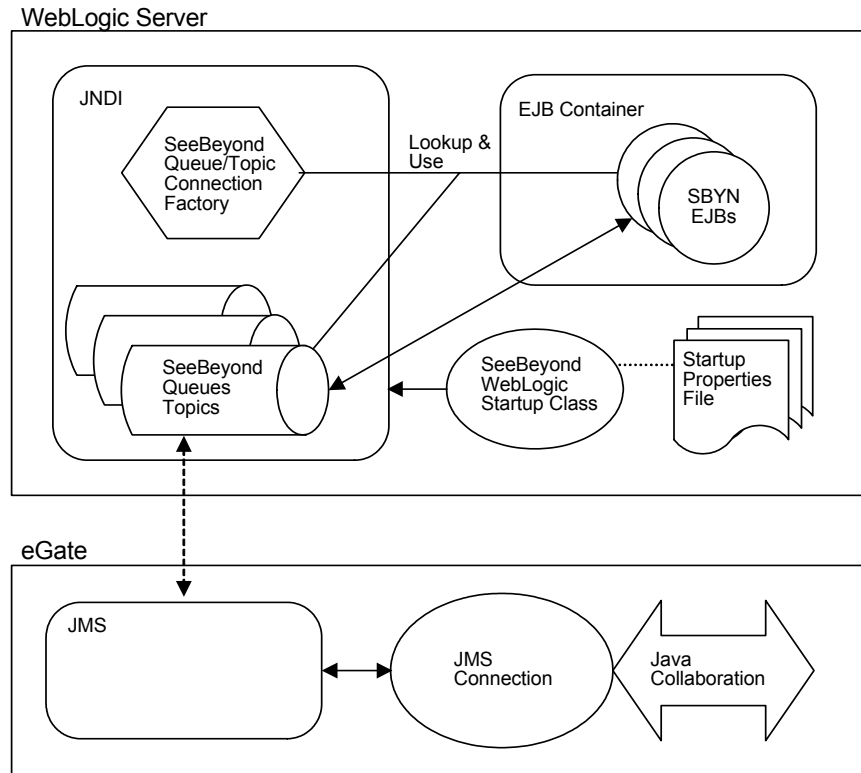 WebLogic Server
JNDI
SeeBeyond
Queue/Topic
Connection
Factory
Lookup &
Use
EJB Container
SBYN
EJBs
SeeBeyond
Queues
Topics
SeeBeyond
WebLogic
Startup Class
Startup
Properties
File
eGate
JMS
JMS
Connection
Java
Collaboration